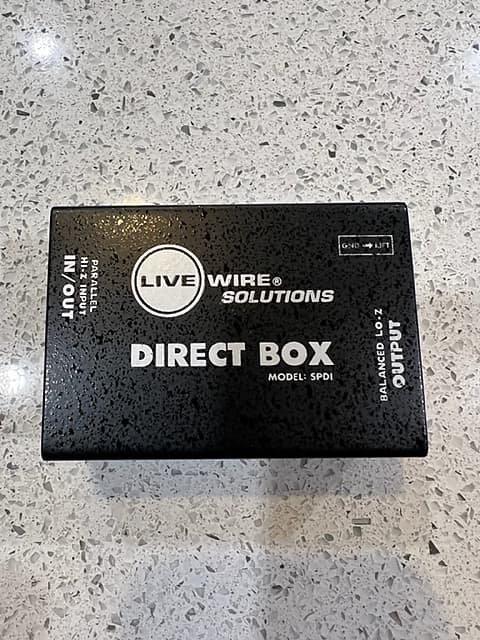 PARALLEL
HI-Z INPUT
IN/OUT
LIVE WIRE®
SOLUTIONS
DIRECT BOX
MODEL: SPDI
GND → LIFT
BALANCED LO-Z
OUTPUT